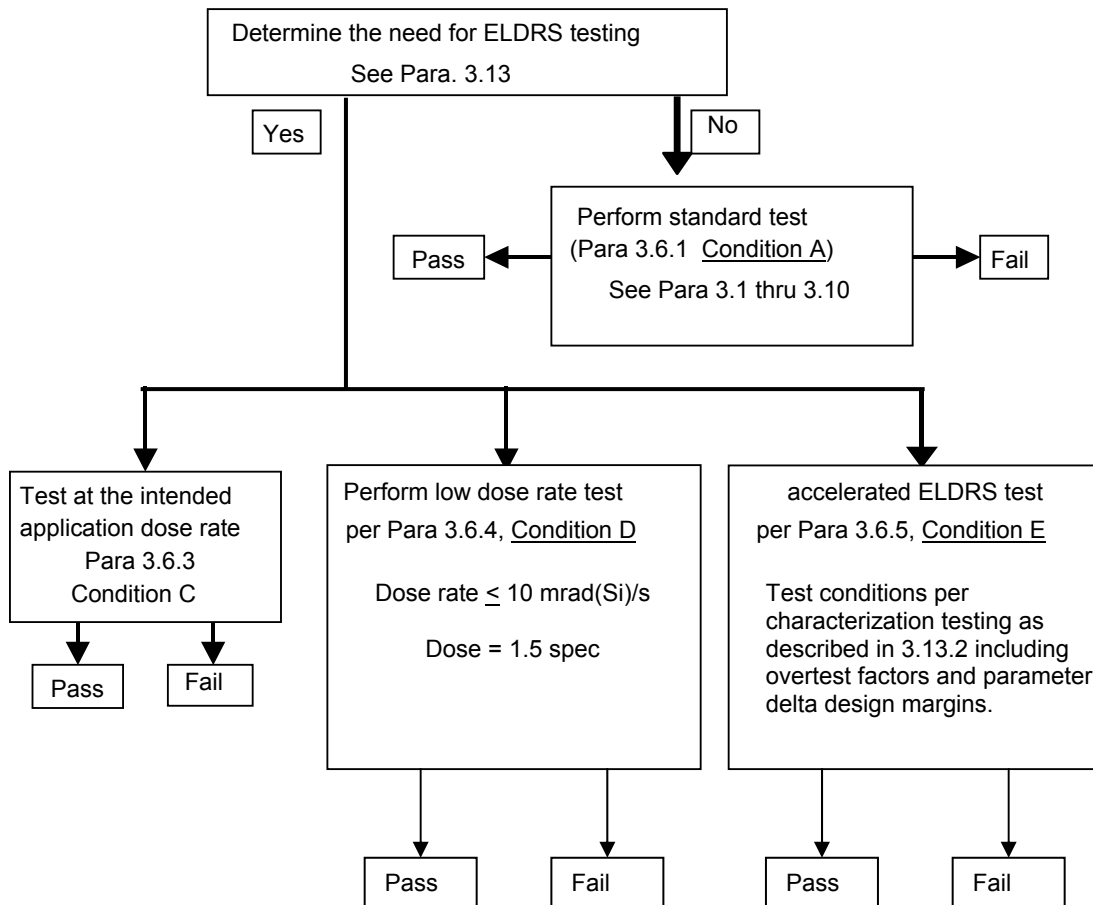 Determine the need for ELDRS testing
See Para. 3.13
Yes
No
Perform standard test
(Para 3.6.1 Condition A)
See Para 3.1 thru 3.10
Pass
Fail
Test at the intended
application dose rate
Para 3.6.3
Condition C
Pass
Fail
Perform low dose rate test
per Para 3.6.4, Condition D
Dose rate ≤ 10 mrad(Si)/s
Dose = 1.5 spec
Pass
Fail
accelerated ELDRS test
per Para 3.6.5, Condition E
Test conditions per
characterization testing as
described in 3.13.2 including
overtest factors and parameter
delta design margins.
Pass
Fail